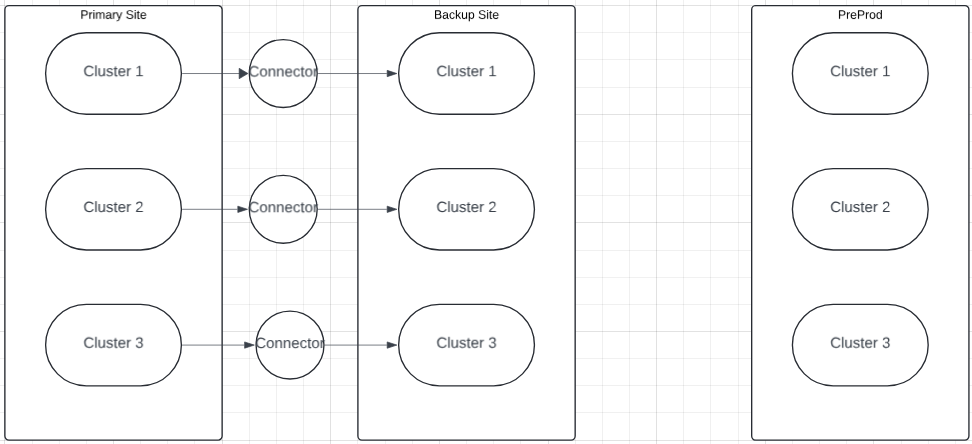 Primary Site
Backup Site
PreProd
Cluster 1
Connector
Cluster 1
Cluster 1
Cluster 2
Connector
Cluster 2
Cluster 2
Cluster 3
Connector
Cluster 3
Cluster 3